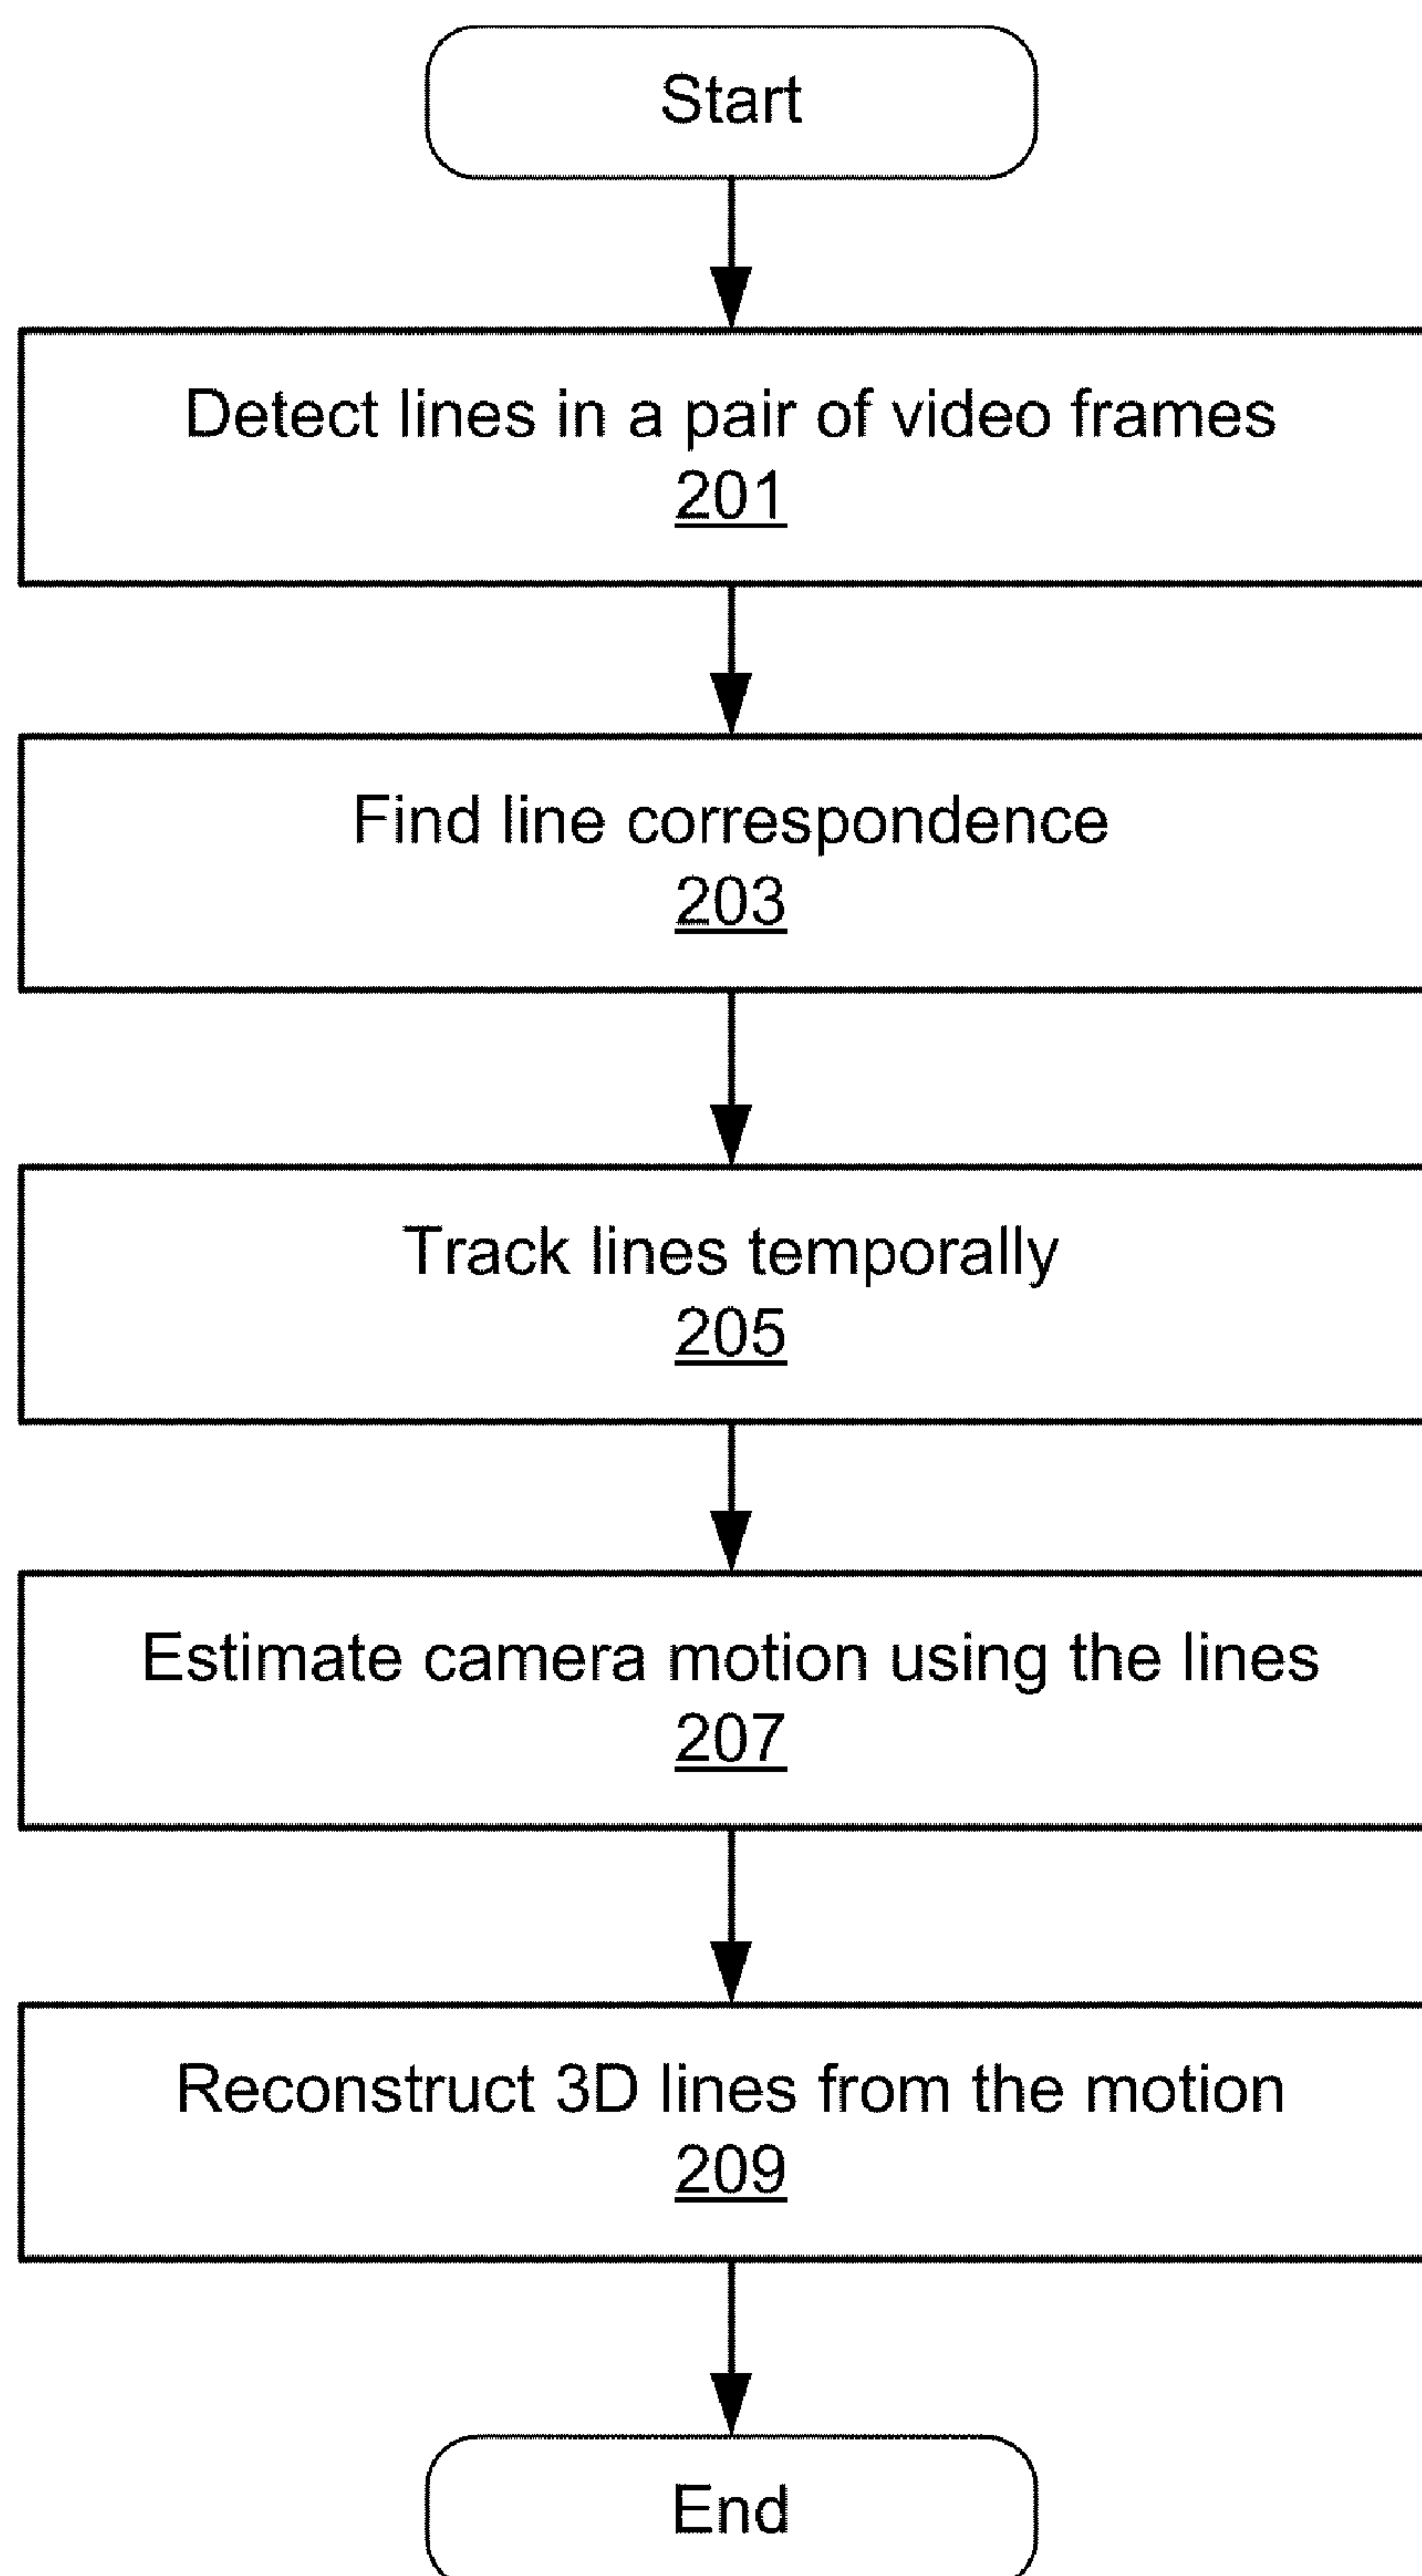 Start
Detect lines in a pair of video frames
201
Find line correspondence
203
Track lines temporally
205
Estimate camera motion using the lines
207
Reconstruct 3D lines from the motion
209
End